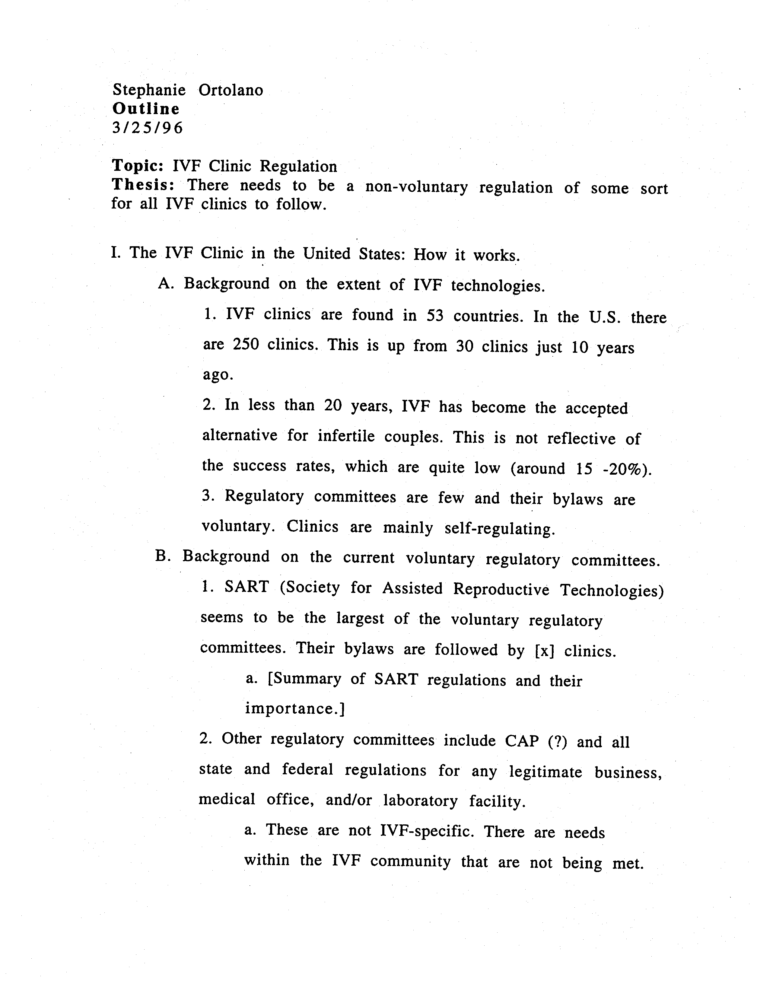 Stephanie Ortolano
Outline
3/25/96
Topic: IVF Clinic Regulation
Thesis: There needs to be a non-voluntary regulation of some sort
for all IVF clinics to follow.
I. The IVF Clinic in the United States: How it works.
A. Background on the extent of IVF technologies.
1. IVF clinics are found in 53 countries. In the U.S. there
are 250 clinics. This is up from 30 clinics just 10 years
ago.
2. In less than 20 years, IVF has become the accepted
alternative for infertile couples. This is not reflective of
the success rates, which are quite low (around 15 -20%).
3. Regulatory committees are few and their bylaws are
voluntary. Clinics are mainly self-regulating.
B. Background on the current voluntary regulatory committees.
1. SART (Society for Assisted Reproductive Technologies)
seems to be the largest of the voluntary regulatory
committees. Their bylaws are followed by [x] clinics.
a. [Summary of SART regulations and their
importance.]
2. Other regulatory committees include CAP (?) and all
state and federal regulations for any legitimate business,
medical office, and/or laboratory facility.
a. These are not IVF-specific. There are needs
within the IVF community that are not being met.